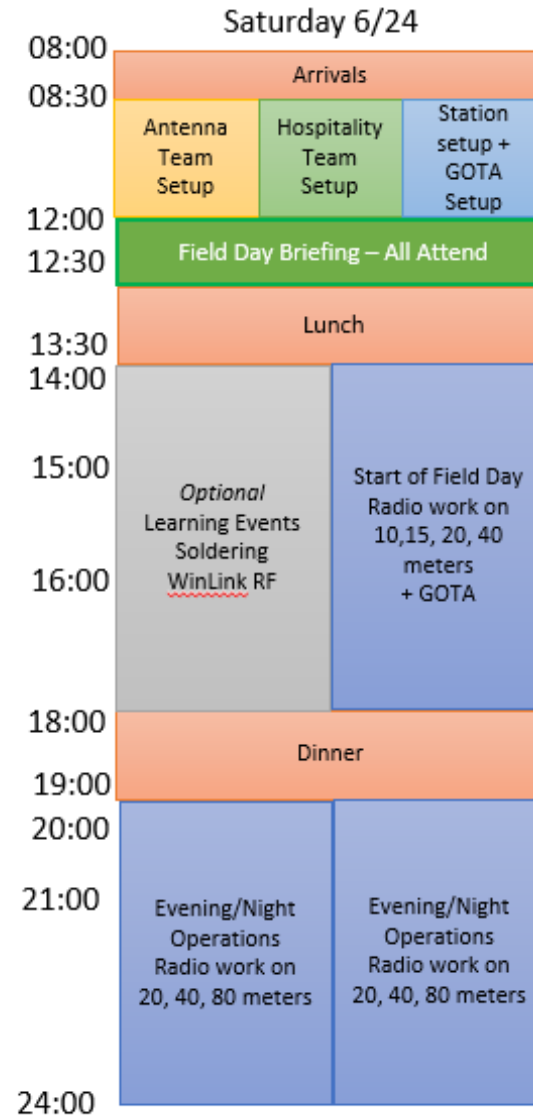 Saturday 6/24
08:00
Arrivals
08:30
Antenna
Team
Setup
Hospitality
Team
Setup
Station
setup +
GOTA
Setup
12:00
Field Day Briefing – All Attend
12:30
Lunch
13:30
14:00
15:00
16:00
Optional
Learning Events
Soldering
WinLink RF
Start of Field Day
Radio work on
10,15, 20, 40
meters
+ GOTA
18:00
Dinner
19:00
20:00
21:00
Evening/Night
Operations
Radio work on
20, 40, 80 meters
Evening/Night
Operations
Radio work on
20, 40, 80 meters
24:00